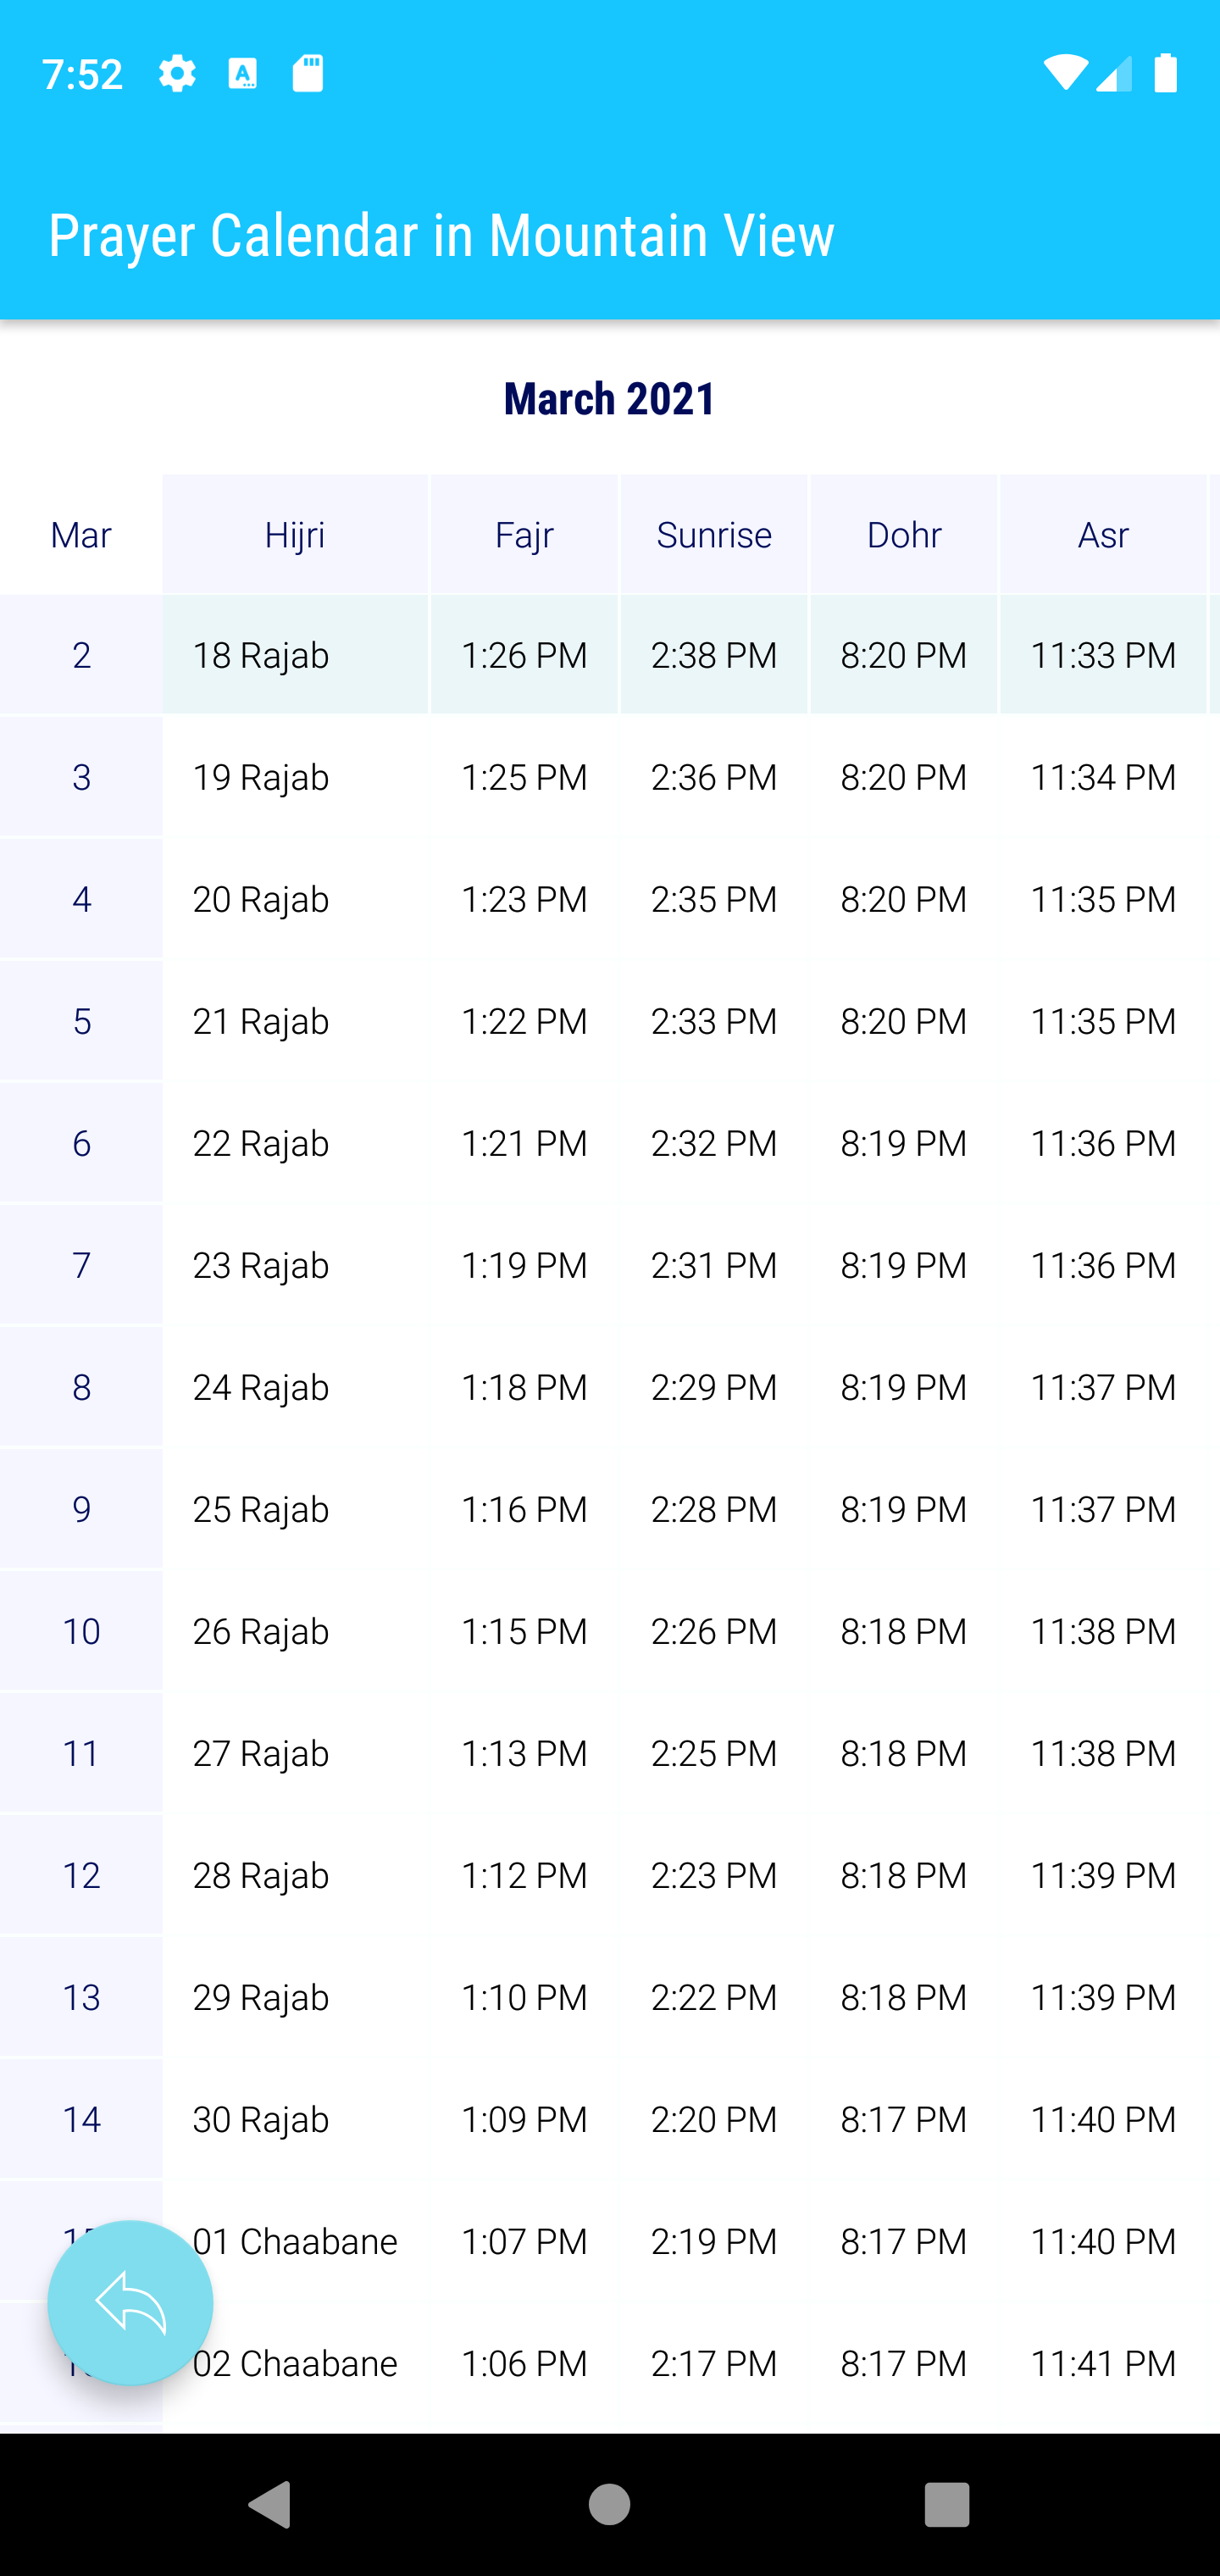 7:52
Prayer Calendar in Mountain View
March 2021
Mar Hijri Fajr Sunrise Dohr Asr
2 18 Rajab 1:26 PM 2:38 PM 8:20 PM 11:33 PM
3 19 Rajab 1:25 PM 2:36 PM 8:20 PM 11:34 PM
4 20 Rajab 1:23 PM 2:35 PM 8:20 PM 11:35 PM
5 21 Rajab 1:22 PM 2:33 PM 8:20 PM 11:35 PM
6 22 Rajab 1:21 PM 2:32 PM 8:19 PM 11:36 PM
7 23 Rajab 1:19 PM 2:31 PM 8:19 PM 11:36 PM
8 24 Rajab 1:18 PM 2:29 PM 8:19 PM 11:37 PM
9 25 Rajab 1:16 PM 2:28 PM 8:19 PM 11:37 PM
10 26 Rajab 1:15 PM 2:26 PM 8:18 PM 11:38 PM
11 27 Rajab 1:13 PM 2:25 PM 8:18 PM 11:38 PM
12 28 Rajab 1:12 PM 2:23 PM 8:18 PM 11:39 PM
13 29 Rajab 1:10 PM 2:22 PM 8:18 PM 11:39 PM
14 30 Rajab 1:09 PM 2:20 PM 8:17 PM 11:40 PM
01 Chaabane 1:07 PM 2:19 PM 8:17 PM 11:40 PM
02 Chaabane 1:06 PM 2:17 PM 8:17 PM 11:41 PM